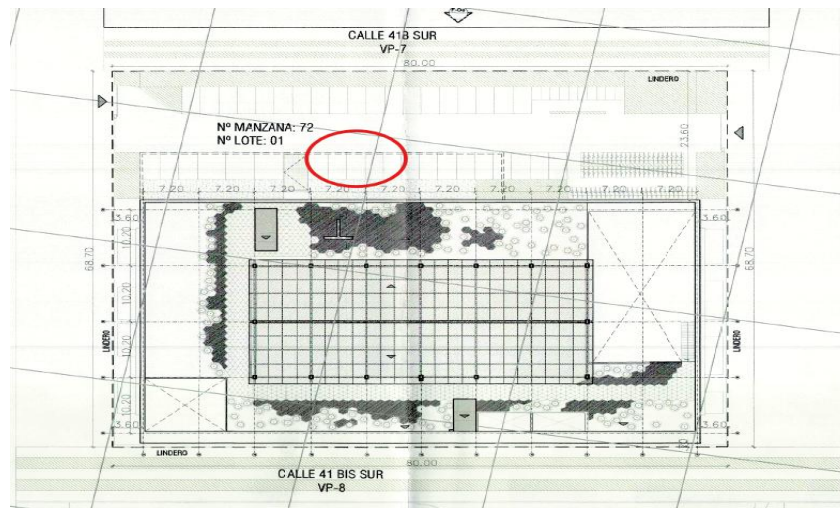 CALLE 41B SUR
VP-7
80.00
LINDERO
Nº MANZANA: 72
Nº LOTE: 01
23.60
7.20 7.20 7.20 7.20 7.20 7.20 7.20 7.20 7.20 7.20
3.60 3.60
10.20
68.70 68.70
10.20
LINDERO LINDERO
10.20
3.60 3.60
LINDERO
80.00
CALLE 41 BIS SUR
VP-8